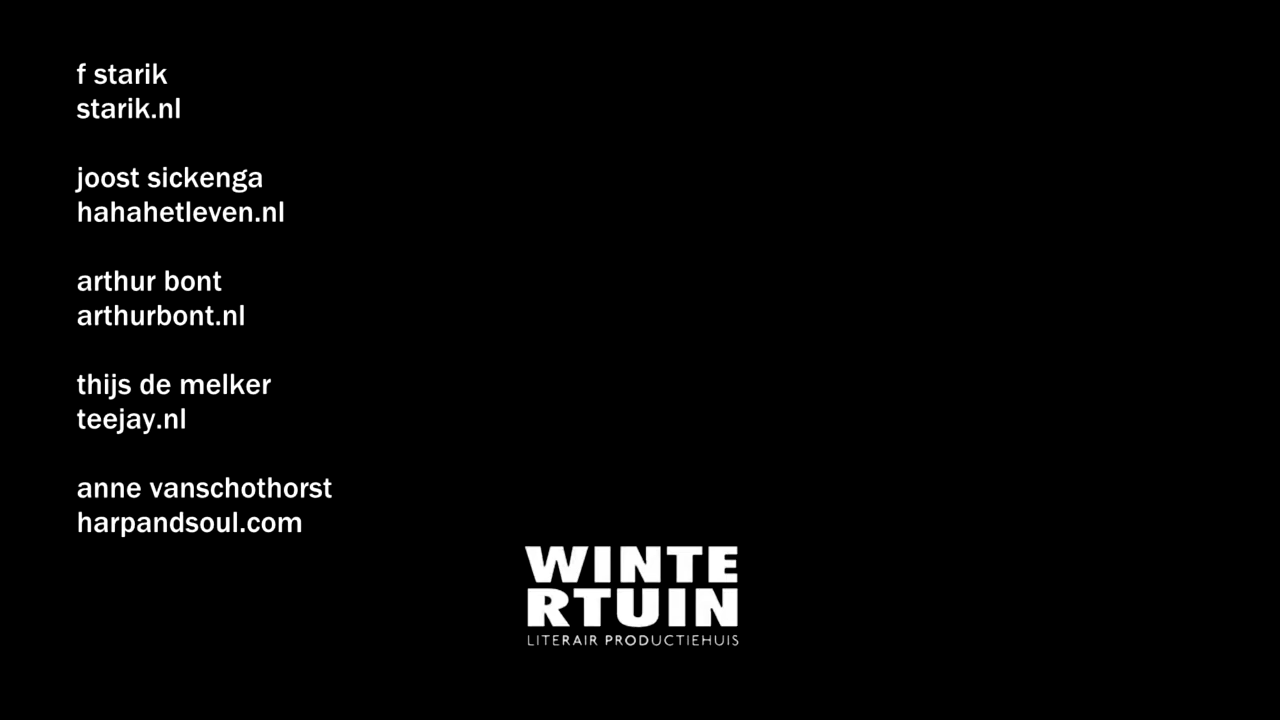 f starik
starik.nl
joost sickenga
hahahetleven.nl
arthur bont
arthurbont.nl
thijs de melker
teejay.nl
anne vanschothorst
harpandsoul.com
WINTE
RTUIN
LITERAIR PRODUCTIEHUIS